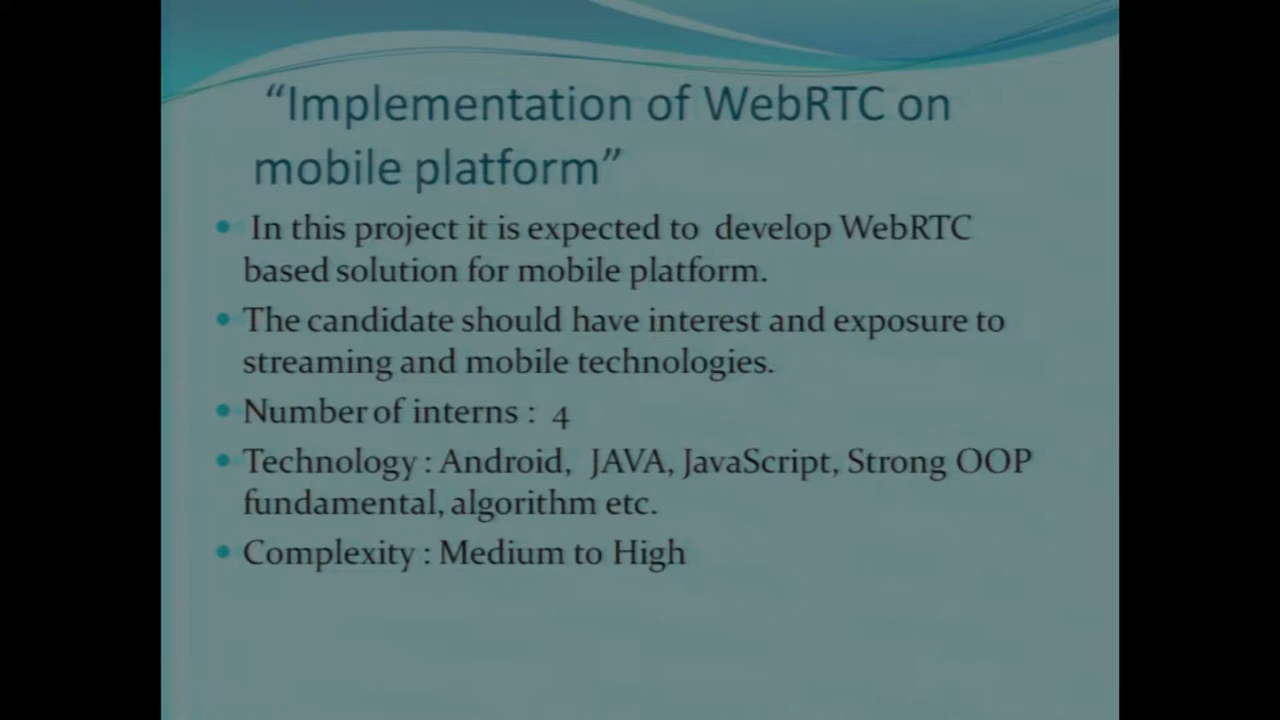 “Implementation of WebRTC on
mobile platform”
• In this project it is expected to develop WebRTC
based solution for mobile platform.
• The candidate should have interest and exposure to
streaming and mobile technologies.
• Number of interns : 4
• Technology : Android, JAVA, JavaScript, Strong OOP
fundamental, algorithm etc.
• Complexity : Medium to High